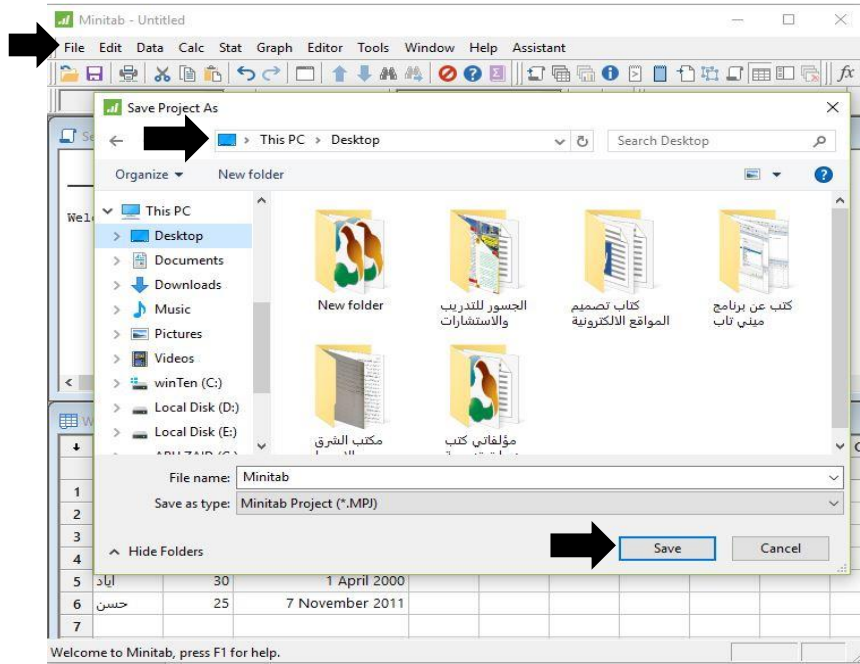 Minitab - Untitled
File Edit Data Calc Stat Graph Editor Tools Window Help Assistant
Save Project As
This PC > Desktop
Search Desktop
Organize
New folder
This PC
Desktop
Documents
Downloads
Music
Pictures
Videos
winTen (C:)
Local Disk (D:)
Local Disk (E:)
New folder
الجسور للتدريب
والاستشارات
كتاب تصميم
المواقع الالكترونية
كتب عن برنامج
ميني تاب
مكتب الشرق
مؤلفاتي كتب
File name: Minitab
Save as type: Minitab Project (*.MPJ)
Hide Folders
Save
Cancel
1
2
3
4
5 اياد 30 1 April 2000
6 حسن 25 7 November 2011
7
Welcome to Minitab, press F1 for help.